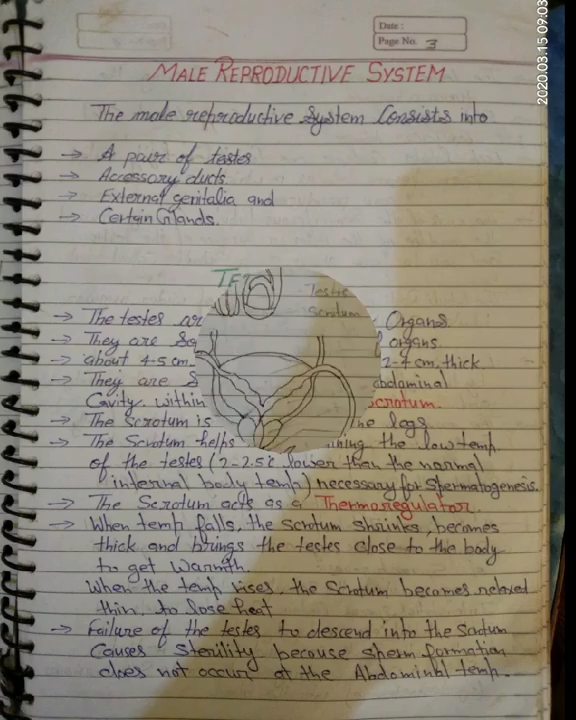 Date :
Page No. 3
2020.03.15 09:03
MALE REPRODUCTIVE SYSTEM
The male reproductive System Consists into
→ A pair of testes
→ Accessory ducts
→ External genitalia and
→ Certain Glands.
Testis
Scrotum
→ The testes Organs
→ They are organs
→ about 4-5 cm 2-7 cm, thick
→ They are abdominal
Cavity within Scrotum.
→ The Scrotum is the legs
→ The Scrotum helps the low temp
of the testes (2-2.5°c lower than the normal
internal body temp) necessary for spermatogenesis.
→ The Scrotum acts as a Thermoregulator.
→ When temp falls, the scrotum shrinks, becomes
thick and brings the testes close to the body
to get Warmth.
When the temp rises, the Scrotum becomes relaxed
thin, to lose heat
→ Failure of the testes to descend into the
Causes Sterility because sperm formation
does not occur at the Abdominal temp.